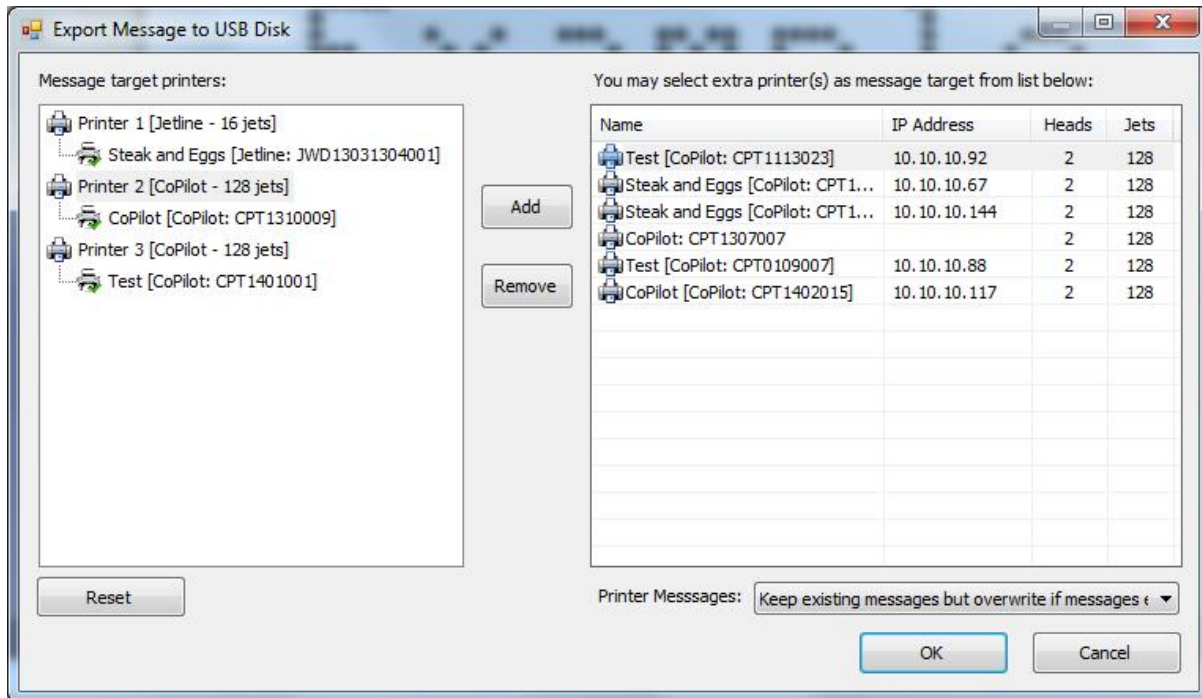 Export Message to USB Disk
Message target printers:
Printer 1 [Jetline - 16 jets]
Steak and Eggs [Jetline: JWD13031304001]
Printer 2 [CoPilot - 128 jets]
CoPilot [CoPilot: CPT1310009]
Printer 3 [CoPilot - 128 jets]
Test [CoPilot: CPT1401001]
Add
Remove
You may select extra printer(s) as message target from list below:
Name IP Address Heads Jets
Test [CoPilot: CPT1113023] 10.10.10.92 2 128
Steak and Eggs [CoPilot: CPT1... 10.10.10.67 2 128
Steak and Eggs [CoPilot: CPT1... 10.10.10.144 2 128
CoPilot: CPT1307007 2 128
Test [CoPilot: CPT0109007] 10.10.10.88 2 128
CoPilot [CoPilot: CPT1402015] 10.10.10.117 2 128
Reset
Printer Messsages: Keep existing messages but overwrite if messages
OK Cancel